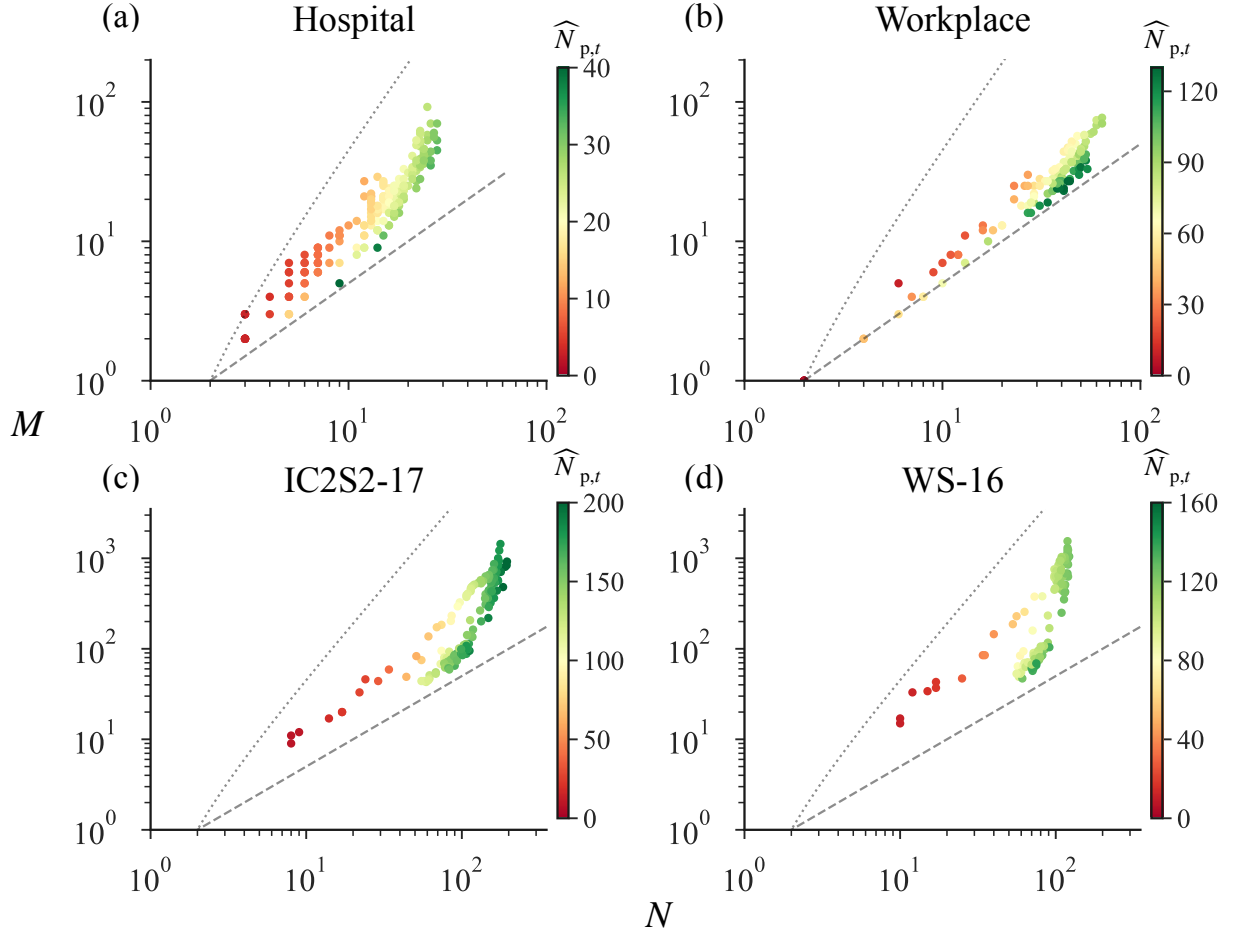 (a) Hospital N̂p,t
10² 10¹ 10⁰
40 30 20 10 0
10⁰ 10¹ 10²
(b) Workplace N̂p,t
10² 10¹ 10⁰
120 90 60 30 0
10⁰ 10¹ 10²
M
(c) IC2S2-17 N̂p,t
10³ 10² 10¹ 10⁰
200 150 100 50 0
10⁰ 10¹ 10²
(d) WS-16 N̂p,t
10³ 10² 10¹ 10⁰
160 120 80 40 0
10⁰ 10¹ 10²
N